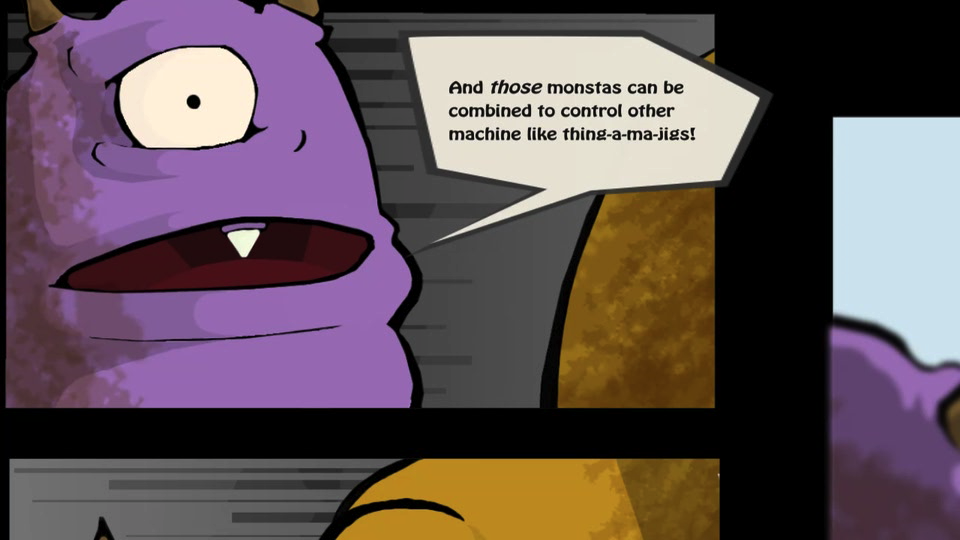 And those monstas can be
combined to control other
machine like thing-a-ma-jigs!